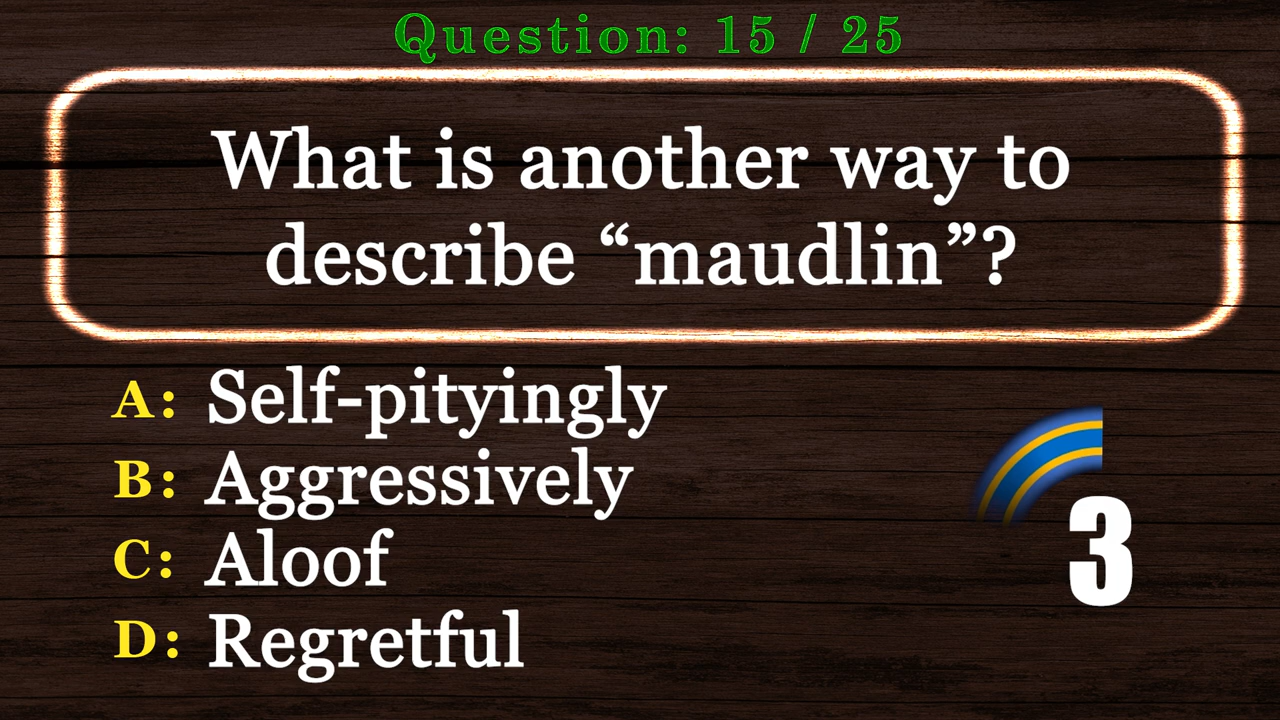 Question: 15 / 25
What is another way to
describe “maudlin”?
A: Self-pityingly
B: Aggressively
C: Aloof
D: Regretful
3